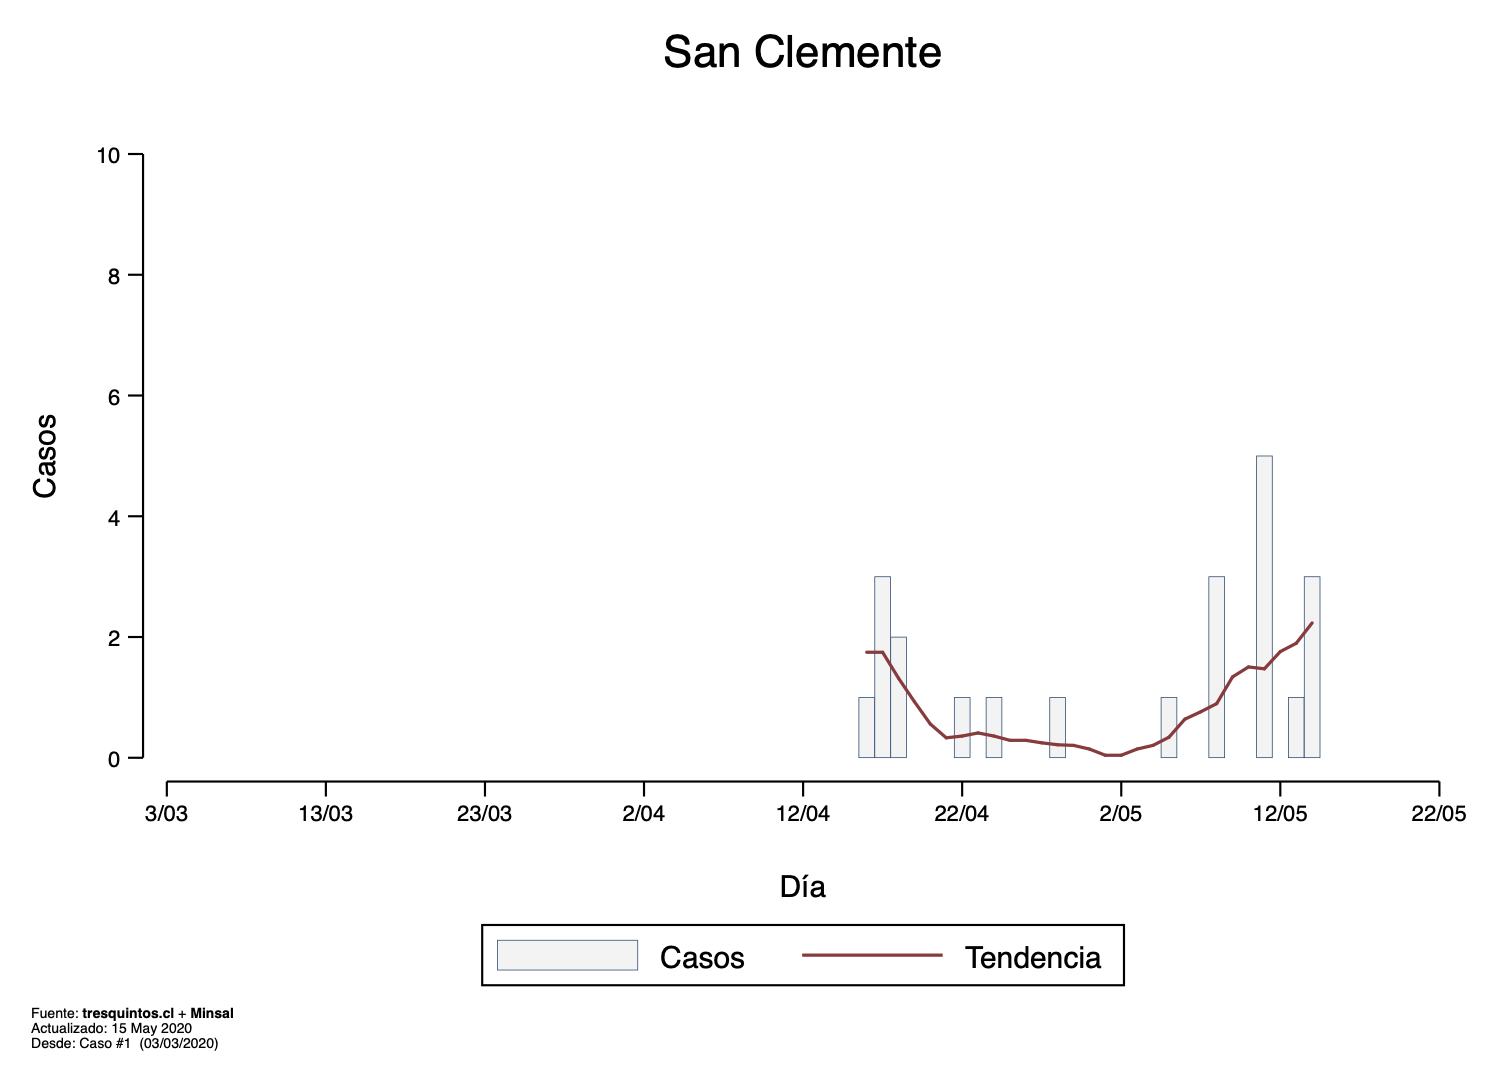 San Clemente
10
8
6
4
2
0
Casos
3/03 13/03 23/03 2/04 12/04 22/04 2/05 12/05 22/05
Día
Casos Tendencia
Fuente: tresquintos.cl + Minsal
Actualizado: 15 May 2020
Desde: Caso #1 (03/03/2020)